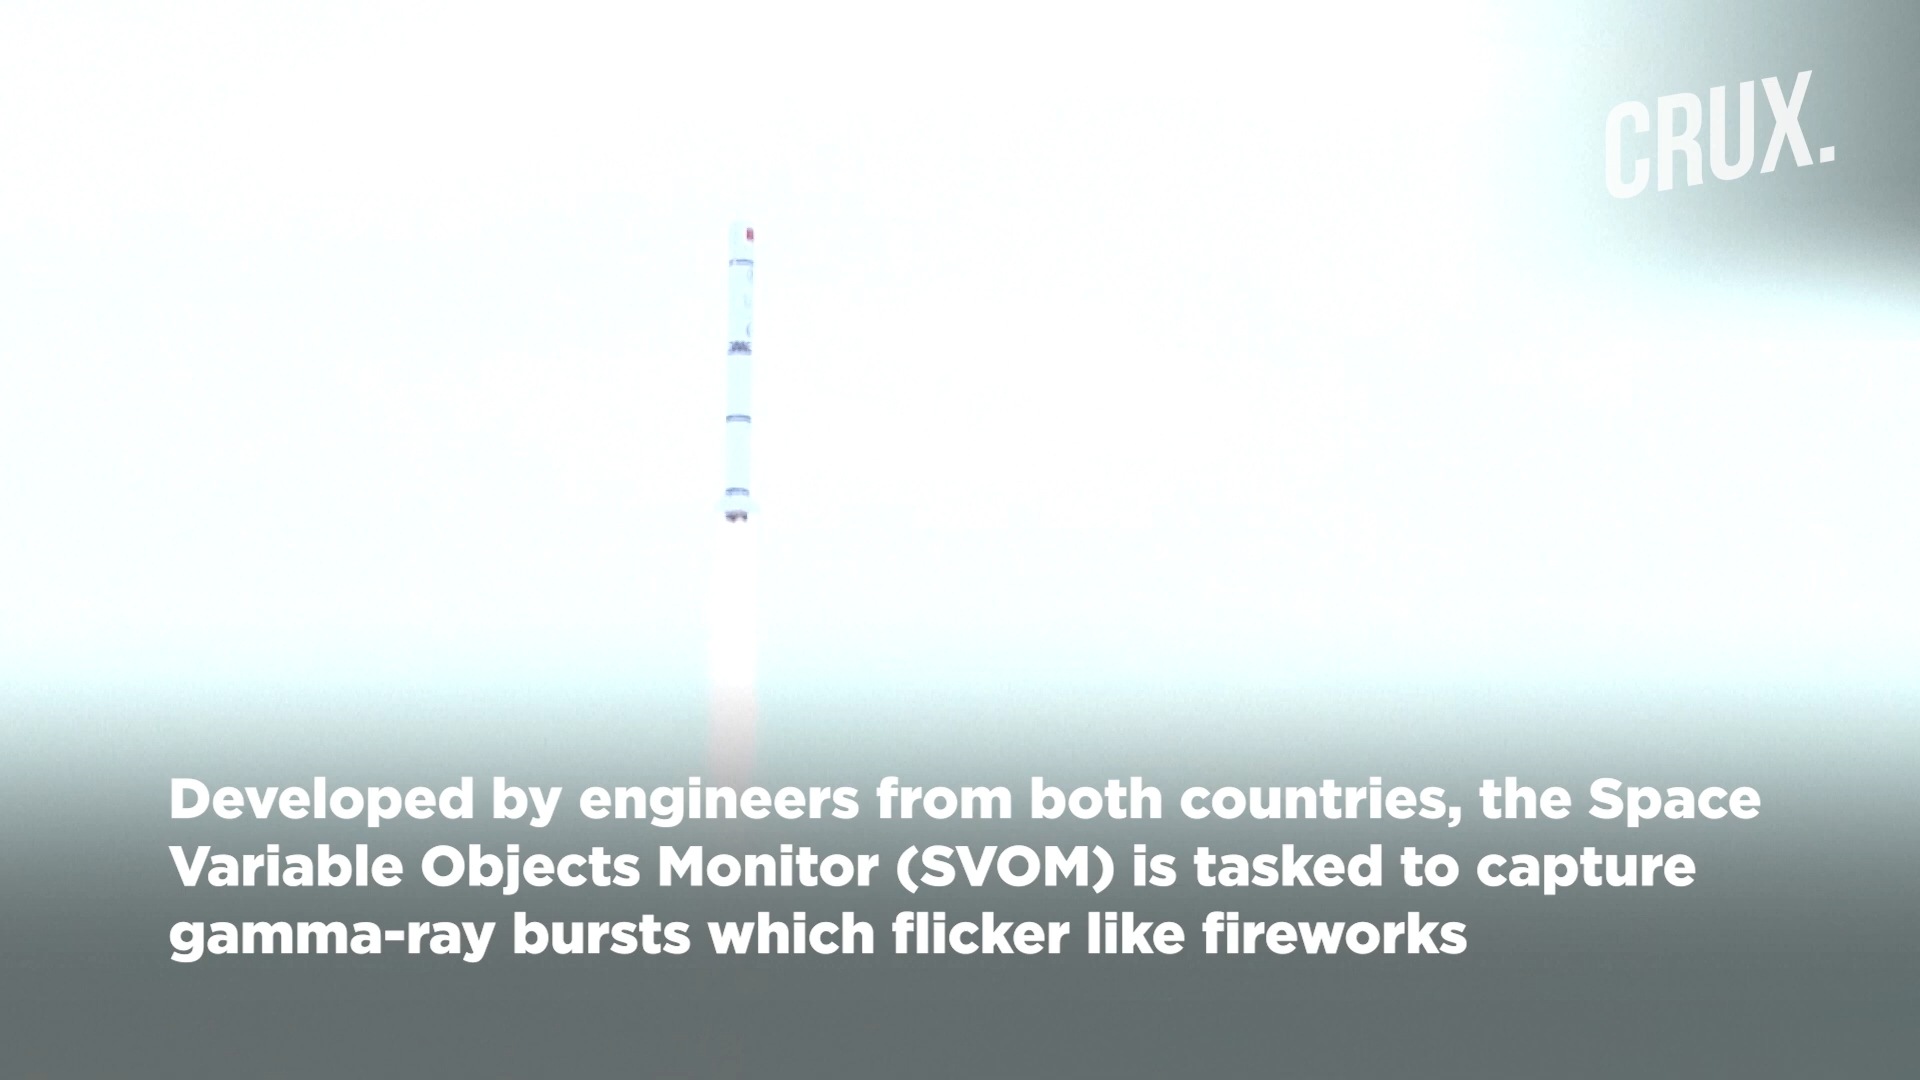 CRUX.
Developed by engineers from both countries, the Space
Variable Objects Monitor (SVOM) is tasked to capture
gamma-ray bursts which flicker like fireworks